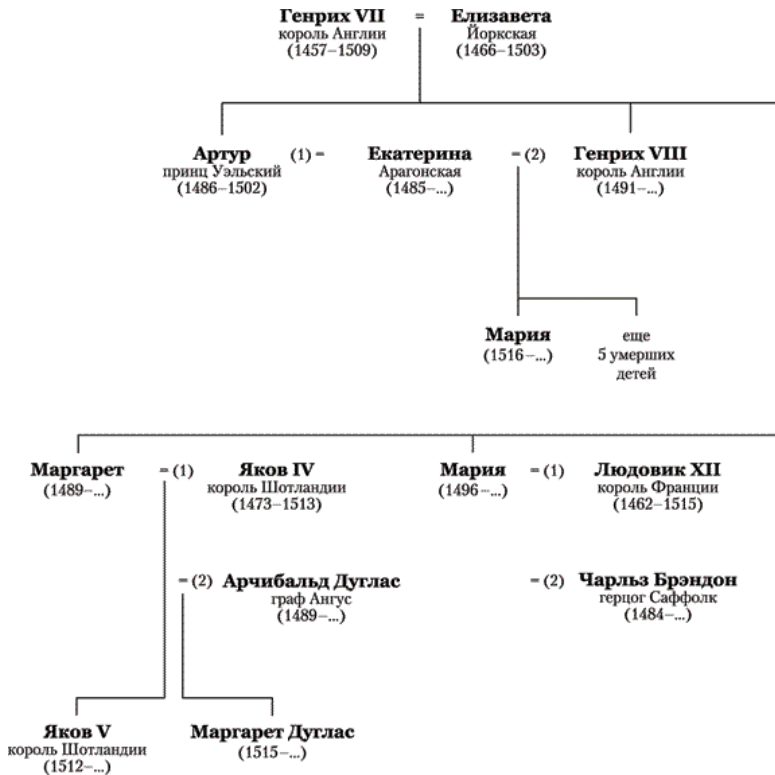 Генрих VII = Елизавета
король Англии Йоркская
(1457–1509) (1466–1503)
Артур (1) = Екатерина = (2) Генрих VIII
принц Уэльский Арагонская король Англии
(1486–1502) (1485–...) (1491–...)
Мария еще
(1516–...) 5 умерших
детей
Маргарет = (1) Яков IV Мария = (1) Людовик XII
(1489–...) король Шотландии (1496–...) король Франции
(1473–1513) (1462–1515)
= (2) Арчибальд Дуглас = (2) Чарльз Брэндон
граф Ангус герцог Саффолк
(1489–...) (1484–...)
Яков V Маргарет Дуглас
король Шотландии (1515–...)
(1512–...)